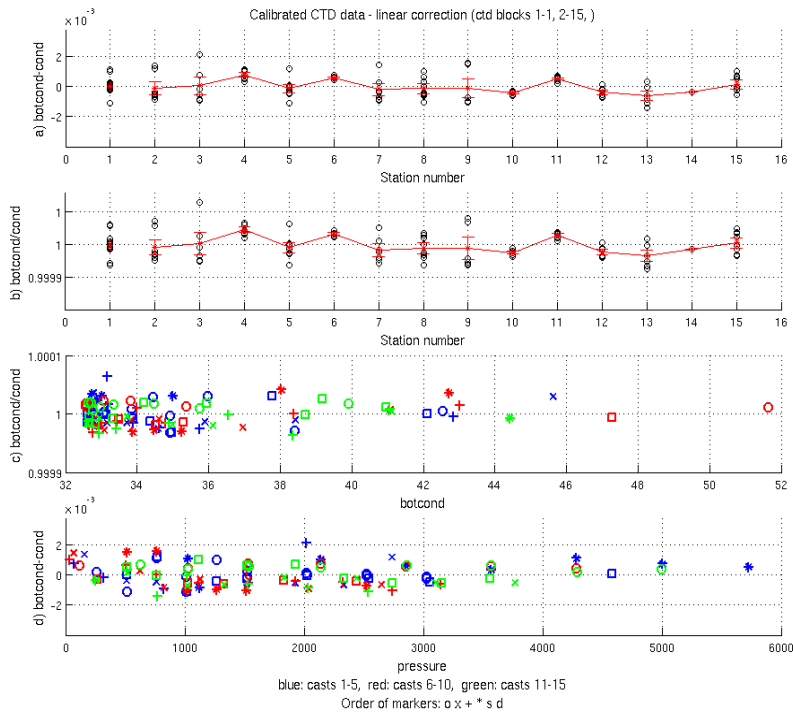 Calibrated CTD data - linear correction (ctd blocks 1-1, 2-15, )
x 10^-3
a) botcond-cond
2
0
-2
0 1 2 3 4 5 6 7 8 9 10 11 12 13 14 15 16
Station number
b) botcond/cond
1
1
0.9999
0 1 2 3 4 5 6 7 8 9 10 11 12 13 14 15 16
Station number
c) botcond/cond
1.0001
1
0.9999
32 34 36 38 40 42 44 46 48 50 52
botcond
x 10^-3
d) botcond-cond
2
0
-2
0 1000 2000 3000 4000 5000 6000
pressure
blue: casts 1-5, red: casts 6-10, green: casts 11-15
Order of markers: o x + * s d